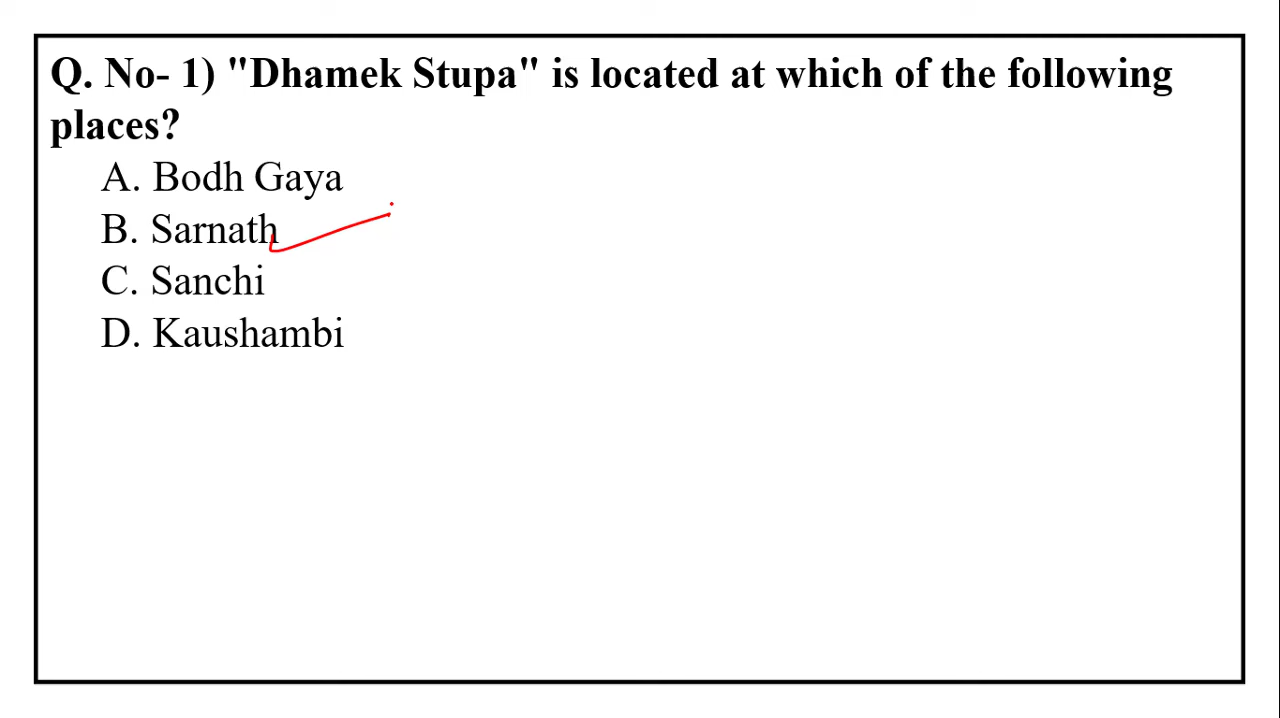 Q. No- 1) "Dhamek Stupa" is located at which of the following
places?
A. Bodh Gaya
B. Sarnath
C. Sanchi
D. Kaushambi